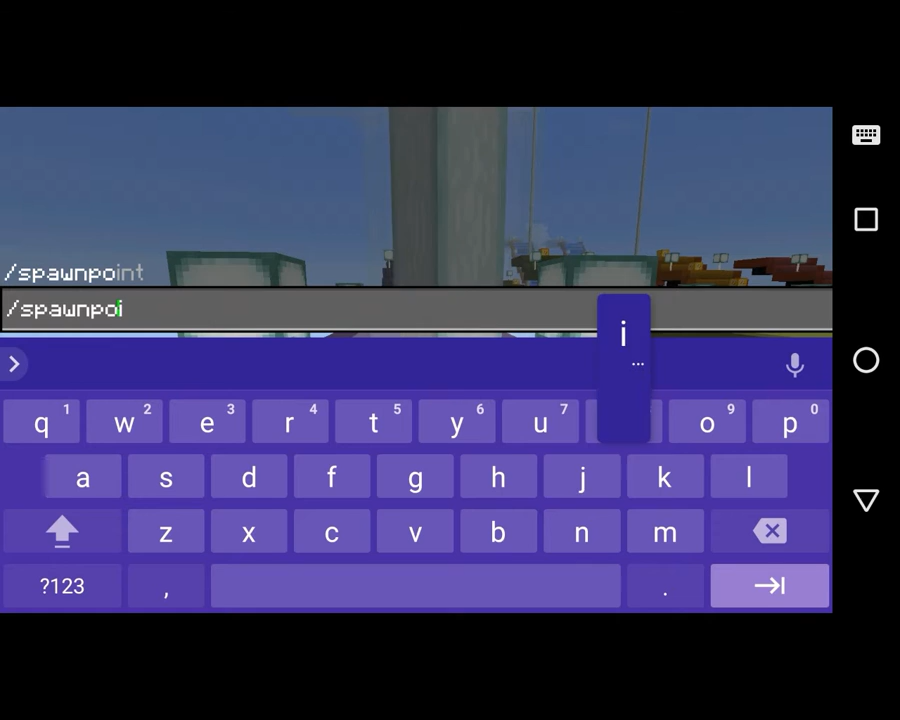 /spawnpoint
/spawnpoi
i
...
q 1 w 2 e 3 r 4 t 5 y 6 u 7 o 9 p 0
a s d f g h j k l
z x c v b n m
?123 , .